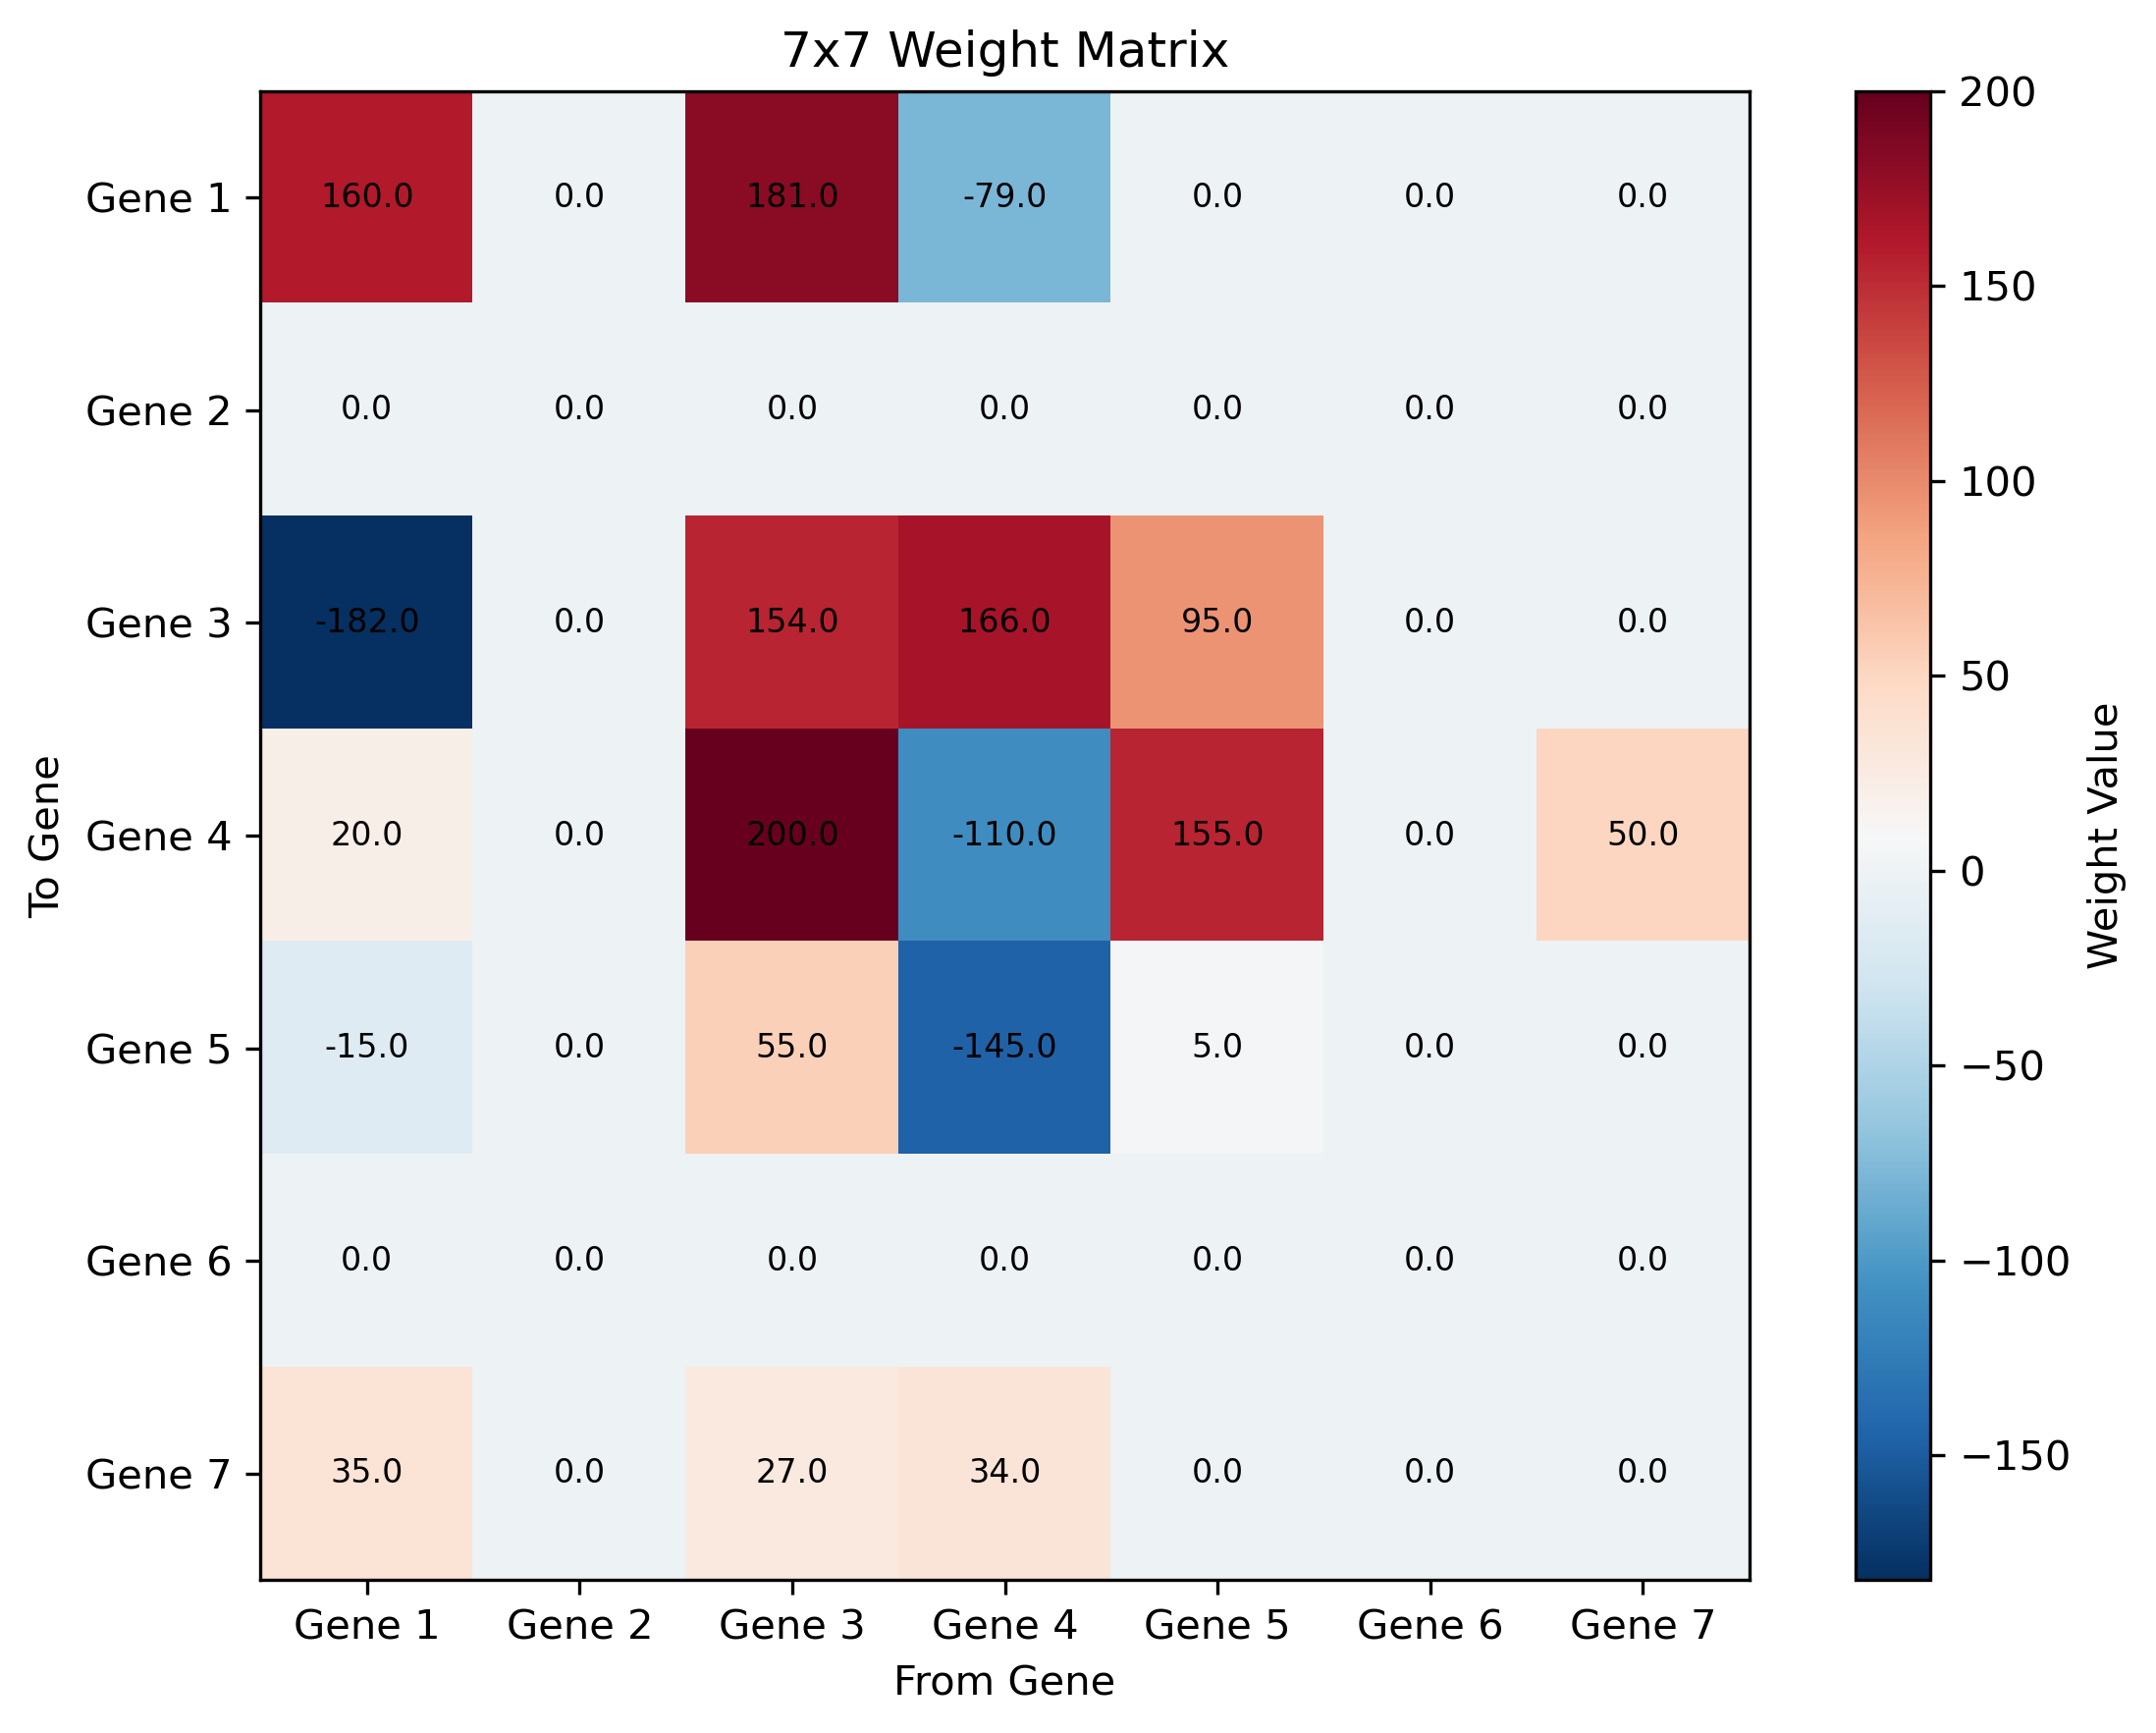 7x7 Weight Matrix
Gene 1 160.0 0.0 181.0 -79.0 0.0 0.0 0.0
Gene 2 0.0 0.0 0.0 0.0 0.0 0.0 0.0
Gene 3 -182.0 0.0 154.0 166.0 95.0 0.0 0.0
Gene 4 20.0 0.0 200.0 -110.0 155.0 0.0 50.0
Gene 5 -15.0 0.0 55.0 -145.0 5.0 0.0 0.0
Gene 6 0.0 0.0 0.0 0.0 0.0 0.0 0.0
Gene 7 35.0 0.0 27.0 34.0 0.0 0.0 0.0
Gene 1 Gene 2 Gene 3 Gene 4 Gene 5 Gene 6 Gene 7
From Gene
To Gene
200
150
100
50
0
−50
−100
−150
Weight Value